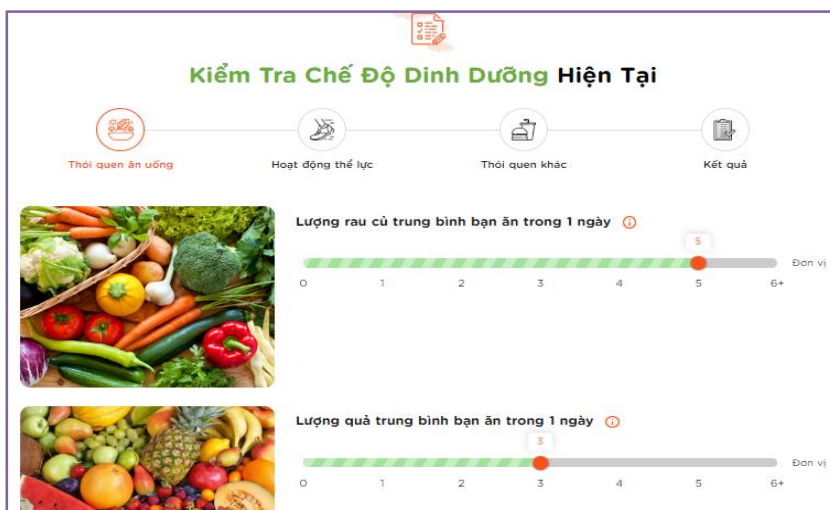 Kiểm Tra Chế Độ Dinh Dưỡng Hiện Tại
Thói quen ăn uống
Hoạt động thể lực
Thói quen khác
Kết quả
Lượng rau củ trung bình bạn ăn trong 1 ngày
5
Đơn vị
0 1 2 3 4 5 6+
Lượng quả trung bình bạn ăn trong 1 ngày
3
Đơn vị
0 1 2 3 4 5 6+